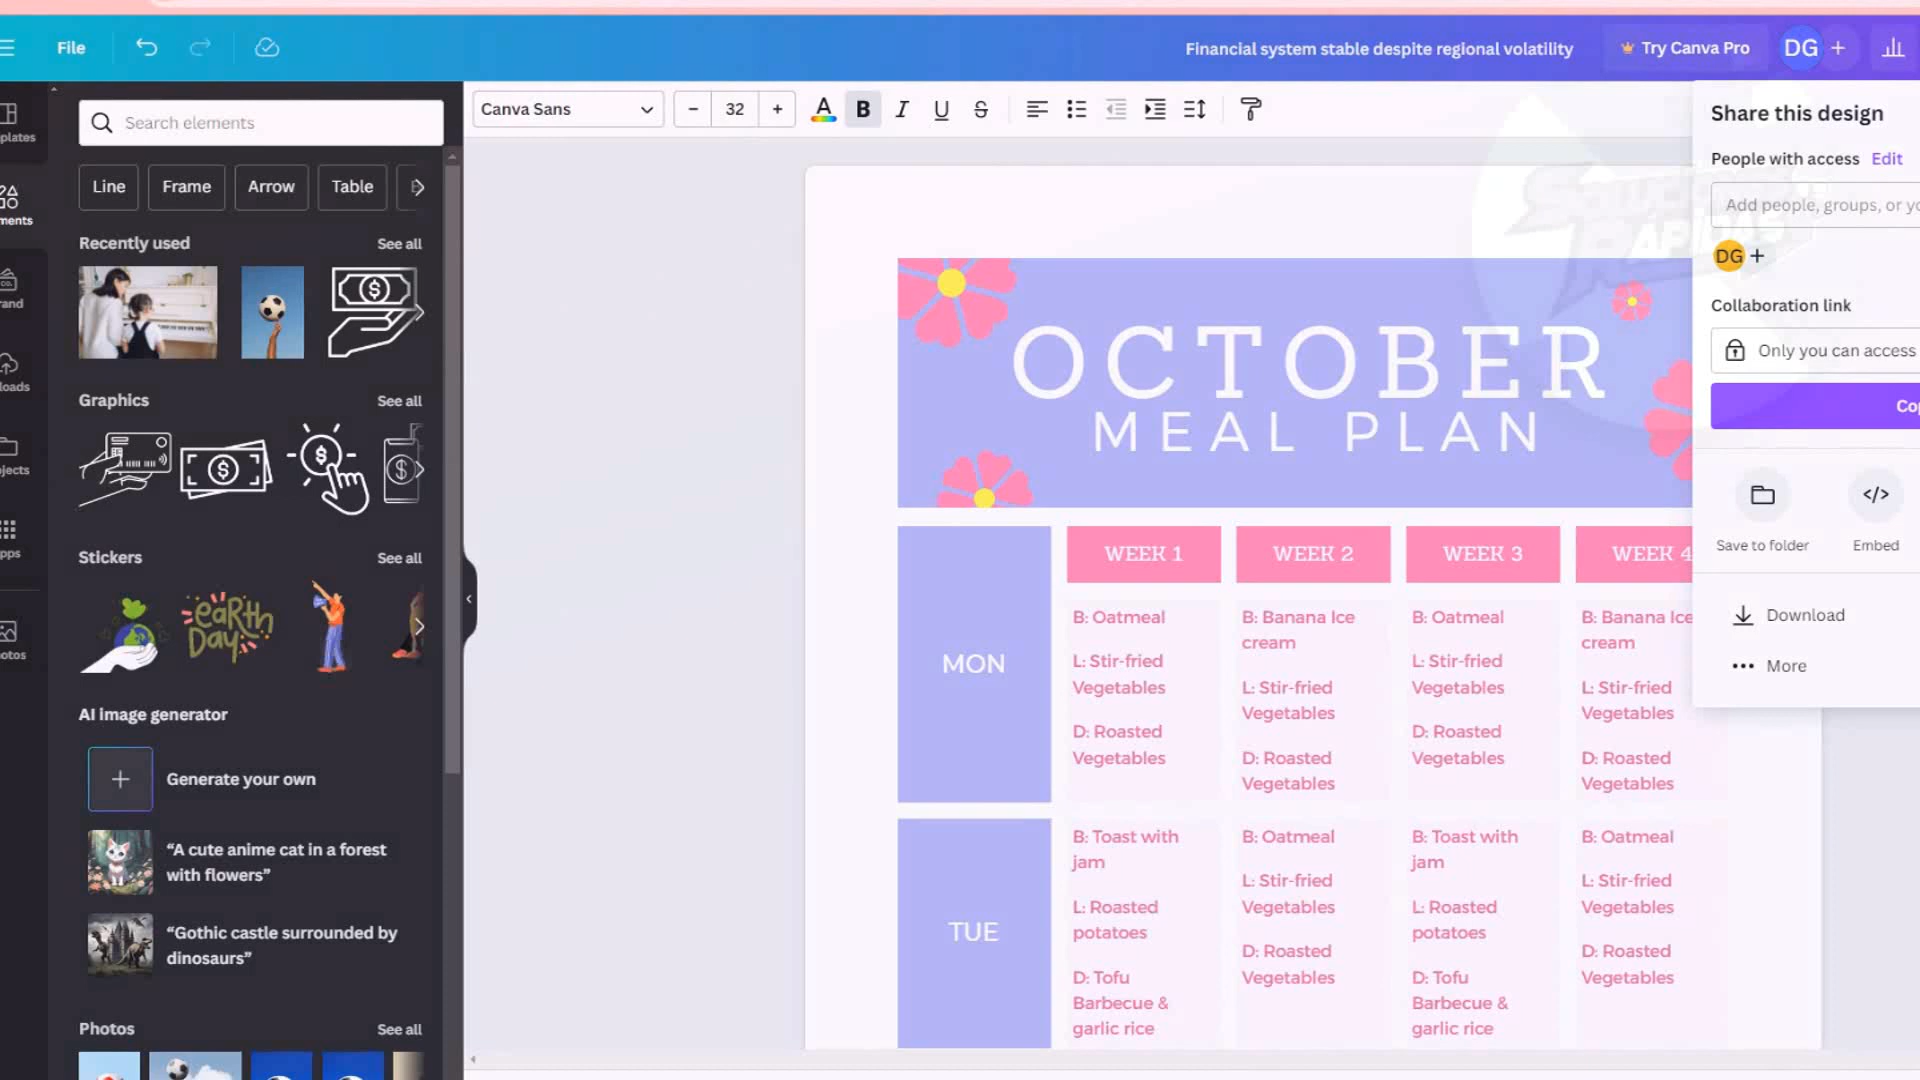 File
Financial system stable despite regional volatility
Try Canva Pro
DG
Search elements
Line
Frame
Arrow
Table
Recently used
See all
Graphics
See all
Stickers
See all
earth
Day
AI image generator
Generate your own
“A cute anime cat in a forest
with flowers”
“Gothic castle surrounded by
dinosaurs”
Photos
See all
Canva Sans
32
OCTOBER
MEAL PLAN
WEEK 1
WEEK 2
WEEK 3
WEEK 4
MON
B: Oatmeal
L: Stir-fried
Vegetables
D: Roasted
Vegetables
B: Banana Ice
cream
L: Stir-fried
Vegetables
D: Roasted
Vegetables
B: Oatmeal
L: Stir-fried
Vegetables
D: Roasted
Vegetables
B: Banana Ice
cream
L: Stir-fried
Vegetables
D: Roasted
Vegetables
TUE
B: Toast with
jam
L: Roasted
potatoes
D: Tofu
Barbecue &
garlic rice
B: Oatmeal
L: Stir-fried
Vegetables
D: Roasted
Vegetables
B: Toast with
jam
L: Roasted
potatoes
D: Tofu
Barbecue &
garlic rice
B: Oatmeal
L: Stir-fried
Vegetables
D: Roasted
Vegetables
Share this design
People with access Edit
Add people, groups, or yo
DG
Collaboration link
Only you can access
Save to folder
Embed
Download
More